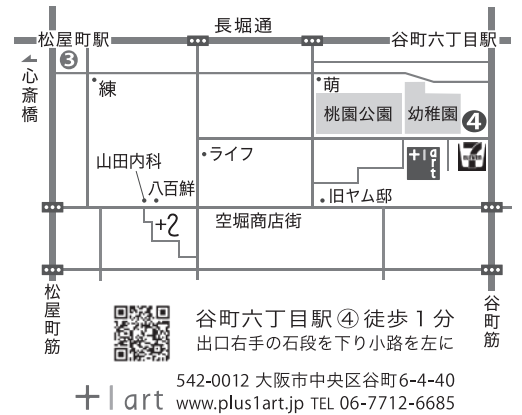 長堀通
松屋町駅
谷町六丁目駅
心斎橋
3
練
萌
桃園公園
幼稚園
4
ライフ
+1art
7
ELEVEN
山田内科
八百鮮
旧ヤム邸
+2
空堀商店街
松屋町筋
谷町筋
谷町六丁目駅④徒歩1分
出口右手の石段を下り小路を左に
+1art
542-0012 大阪市中央区谷町6-4-40
www.plus1art.jp TEL 06-7712-6685